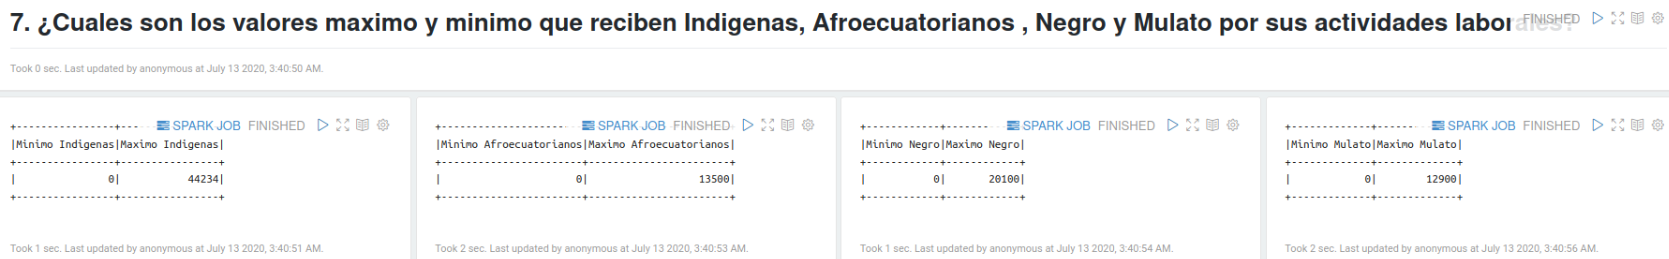 7. ¿Cuales son los valores maximo y minimo que reciben Indigenas, Afroecuatorianos , Negro y Mulato por sus actividades laborales?
FINISHED
Took 0 sec. Last updated by anonymous at July 13 2020, 3:40:50 AM.
SPARK JOB FINISHED
|Minimo Indigenas|Maximo Indigenas|
| 0| 44234|
Took 1 sec. Last updated by anonymous at July 13 2020, 3:40:51 AM.
SPARK JOB FINISHED
|Minimo Afroecuatorianos|Maximo Afroecuatorianos|
| 0| 13500|
Took 2 sec. Last updated by anonymous at July 13 2020, 3:40:53 AM.
SPARK JOB FINISHED
|Minimo Negro|Maximo Negro|
| 0| 20100|
Took 1 sec. Last updated by anonymous at July 13 2020, 3:40:54 AM.
SPARK JOB FINISHED
|Minimo Mulato|Maximo Mulato|
| 0| 12900|
Took 2 sec. Last updated by anonymous at July 13 2020, 3:40:56 AM.